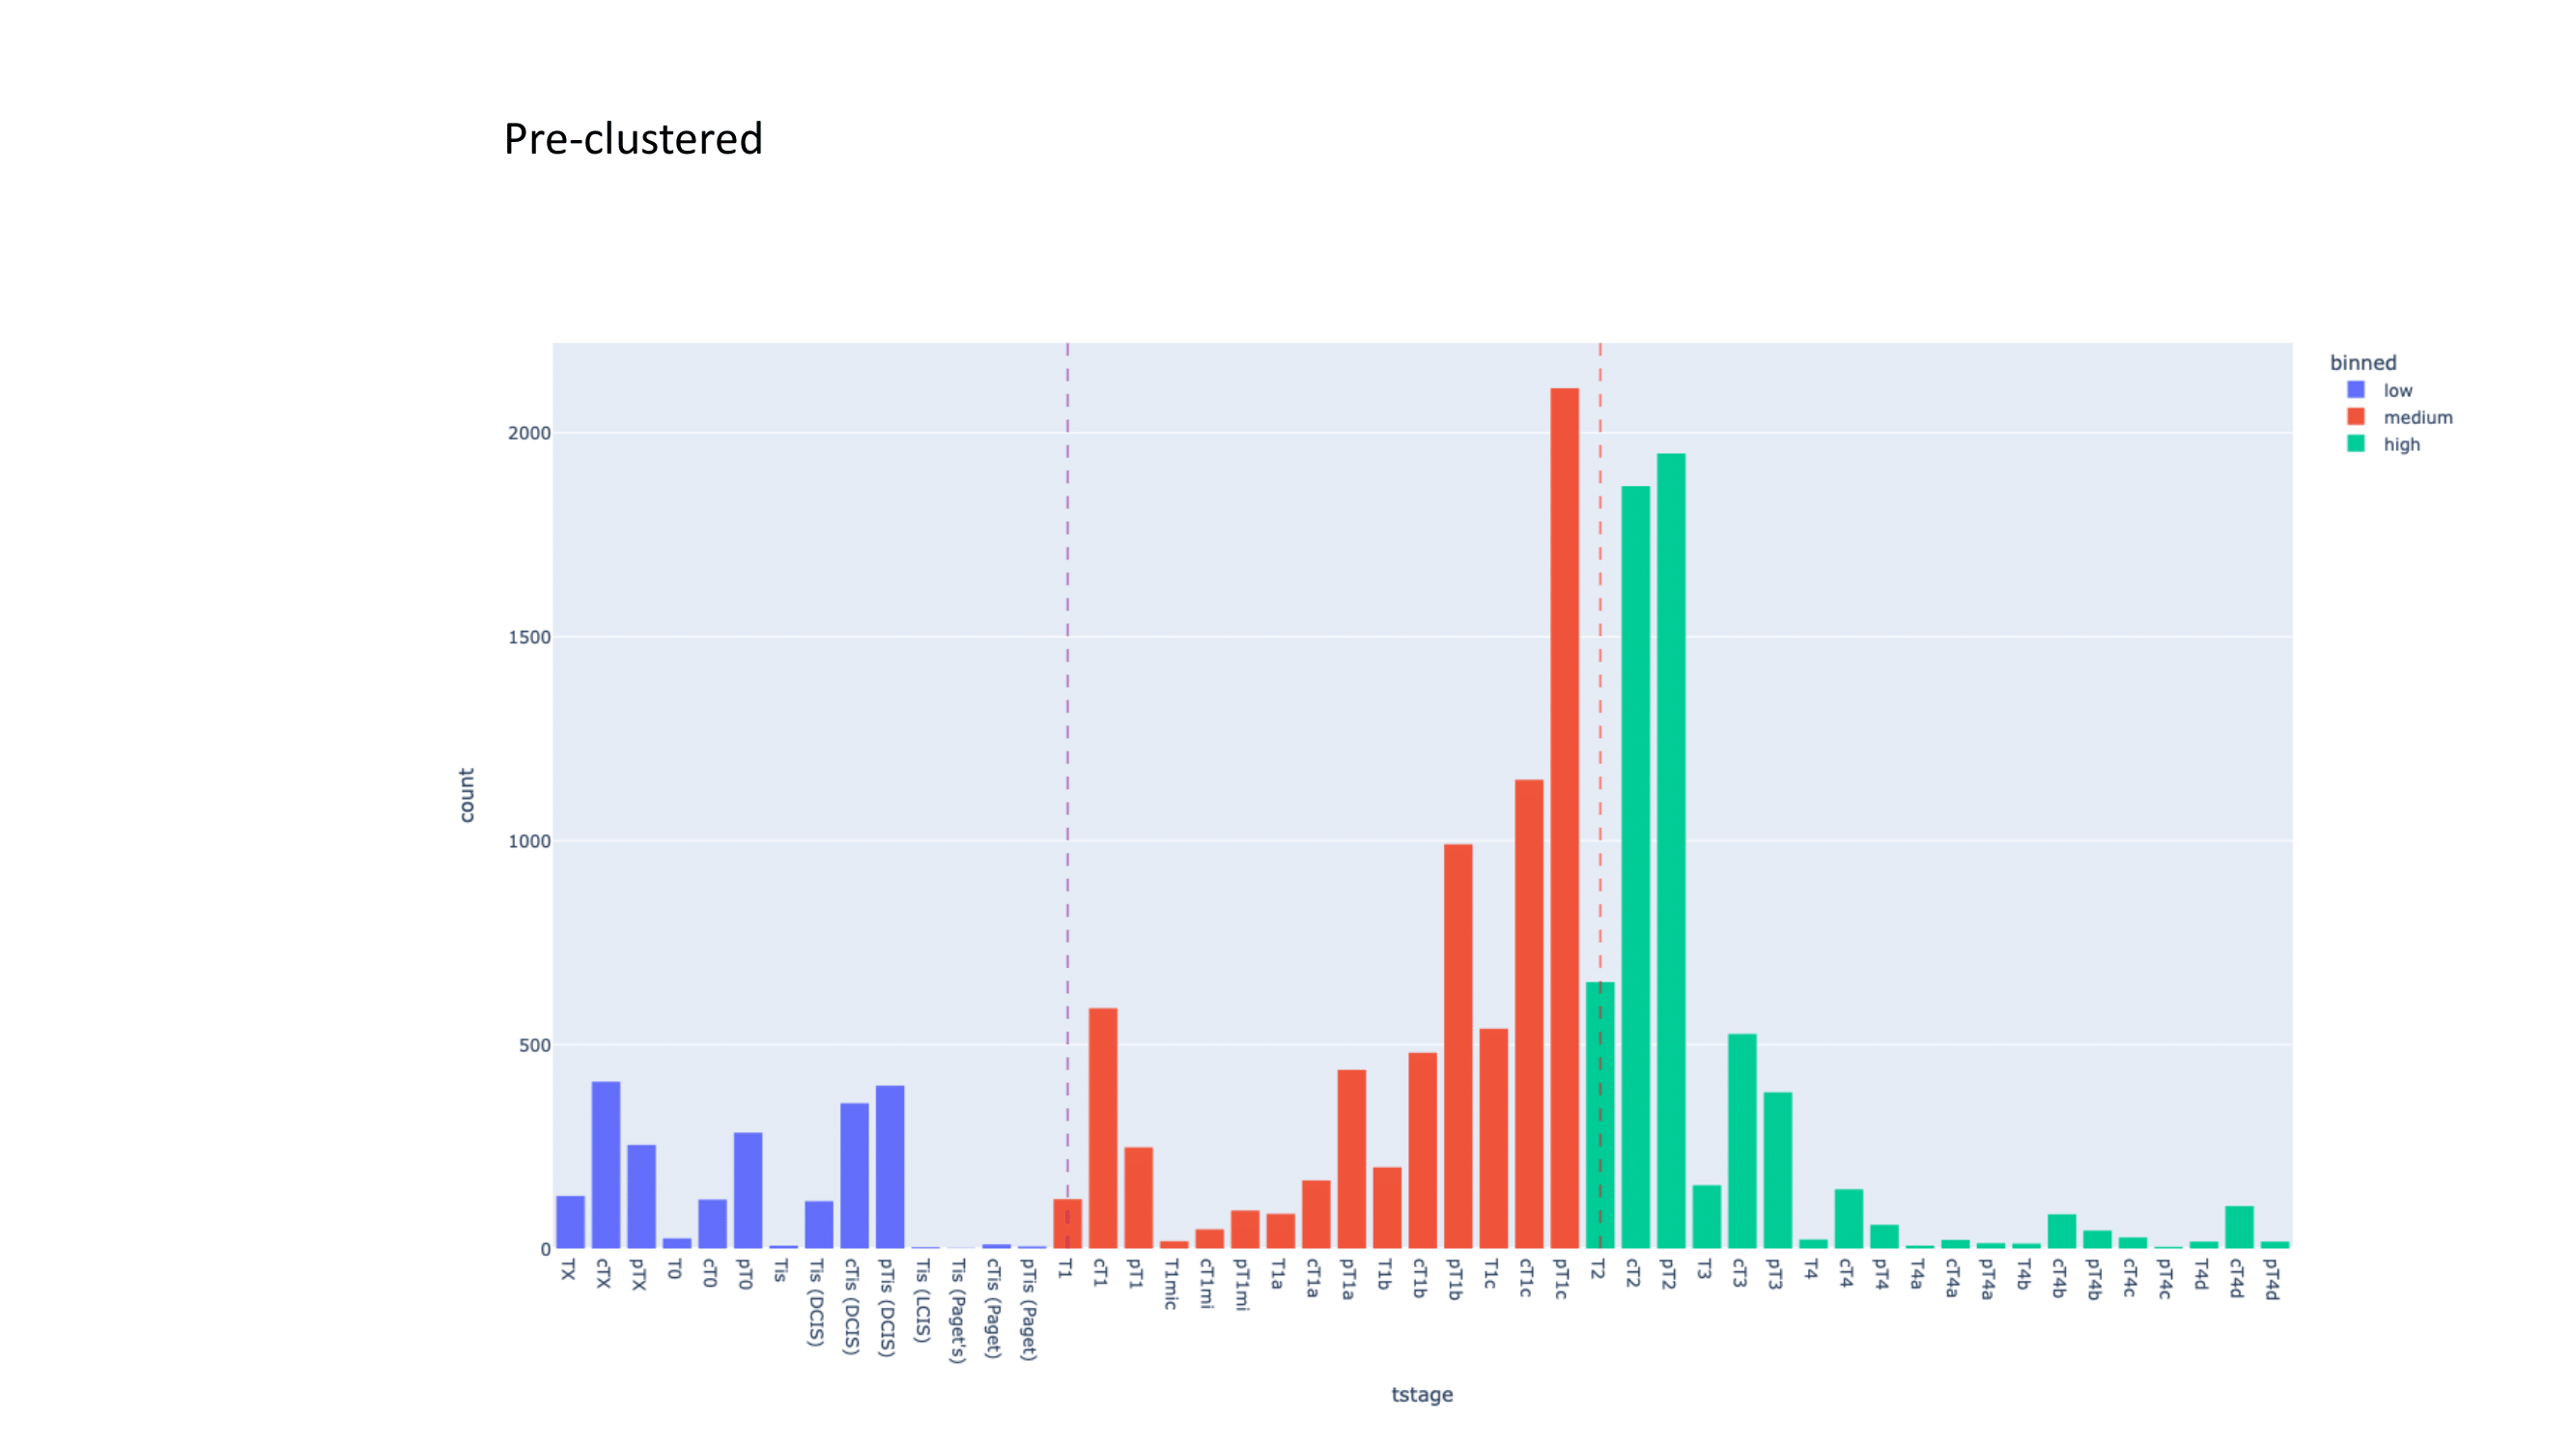 Pre-clustered
binned
low
medium
high
2000
1500
1000
500
0
count
TX
cTX
pTX
T0
cT0
pT0
Tis
Tis (DCIS)
cTis (DCIS)
pTis (DCIS)
Tis (LCIS)
Tis (Paget's)
cTis (Paget)
pTis (Paget)
T1
cT1
pT1
T1mic
cT1mi
pT1mi
T1a
cT1a
pT1a
T1b
cT1b
pT1b
T1c
cT1c
pT1c
T2
cT2
pT2
T3
cT3
pT3
T4
cT4
pT4
T4a
cT4a
pT4a
T4b
cT4b
pT4b
cT4c
pT4c
T4d
cT4d
pT4d
tstage